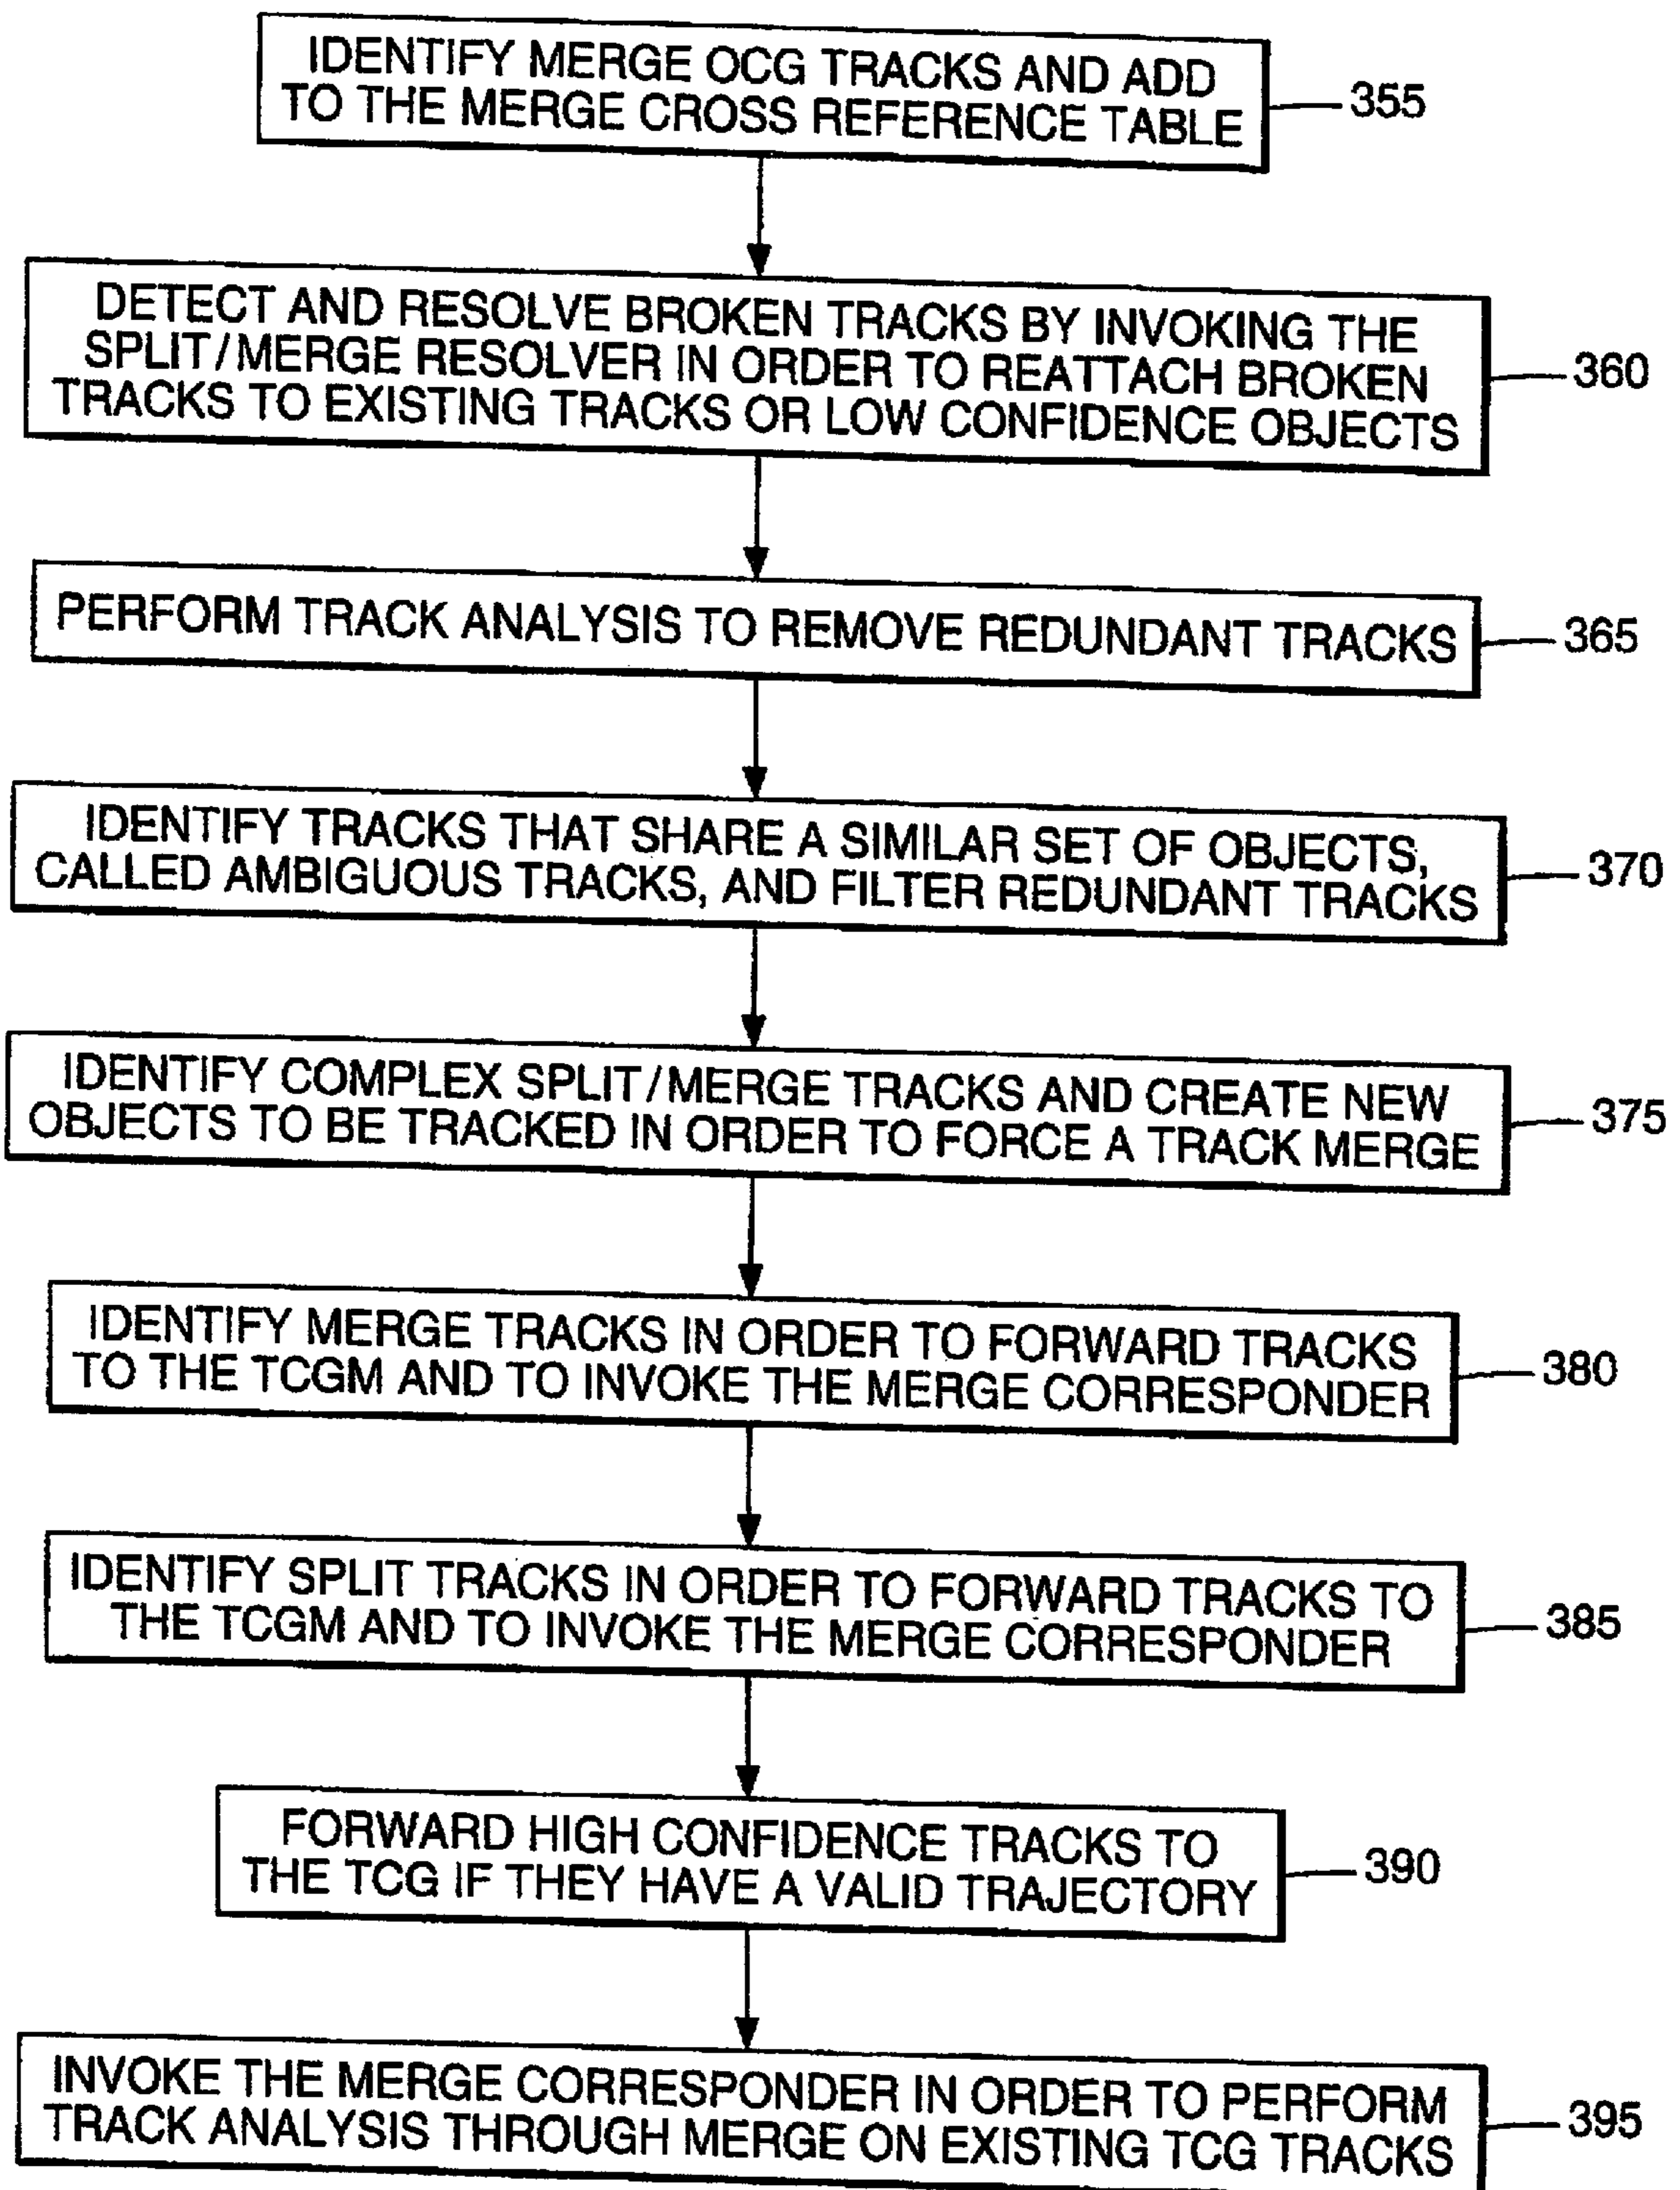 IDENTIFY MERGE OCG TRACKS AND ADD
TO THE MERGE CROSS REFERENCE TABLE
355
DETECT AND RESOLVE BROKEN TRACKS BY INVOKING THE
SPLIT/MERGE RESOLVER IN ORDER TO REATTACH BROKEN
TRACKS TO EXISTING TRACKS OR LOW CONFIDENCE OBJECTS
360
PERFORM TRACK ANALYSIS TO REMOVE REDUNDANT TRACKS
365
IDENTIFY TRACKS THAT SHARE A SIMILAR SET OF OBJECTS,
CALLED AMBIGUOUS TRACKS, AND FILTER REDUNDANT TRACKS
370
IDENTIFY COMPLEX SPLIT/MERGE TRACKS AND CREATE NEW
OBJECTS TO BE TRACKED IN ORDER TO FORCE A TRACK MERGE
375
IDENTIFY MERGE TRACKS IN ORDER TO FORWARD TRACKS
TO THE TCGM AND TO INVOKE THE MERGE CORRESPONDER
380
IDENTIFY SPLIT TRACKS IN ORDER TO FORWARD TRACKS TO
THE TCGM AND TO INVOKE THE MERGE CORRESPONDER
385
FORWARD HIGH CONFIDENCE TRACKS TO
THE TCG IF THEY HAVE A VALID TRAJECTORY
390
INVOKE THE MERGE CORRESPONDER IN ORDER TO PERFORM
TRACK ANALYSIS THROUGH MERGE ON EXISTING TCG TRACKS
395